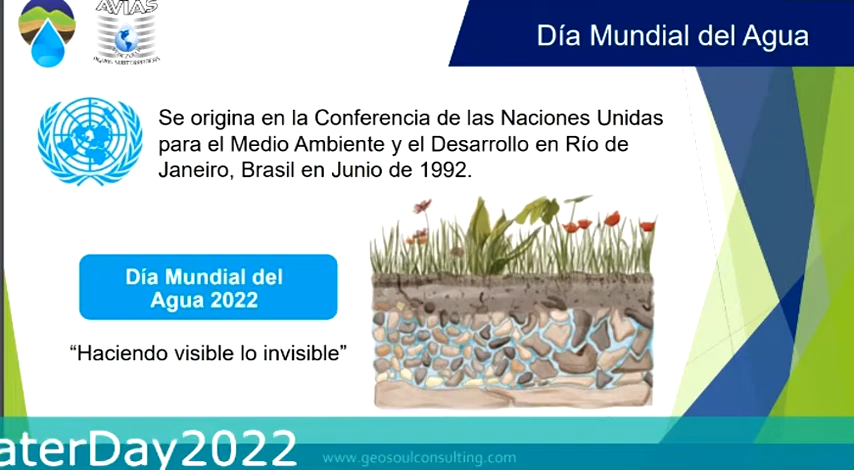 AVIAS
Día Mundial del Agua
Se origina en la Conferencia de las Naciones Unidas
para el Medio Ambiente y el Desarrollo en Río de
Janeiro, Brasil en Junio de 1992.
Día Mundial del
Agua 2022
“Haciendo visible lo invisible”
aterDay2022
www.geosoulconsulting.com